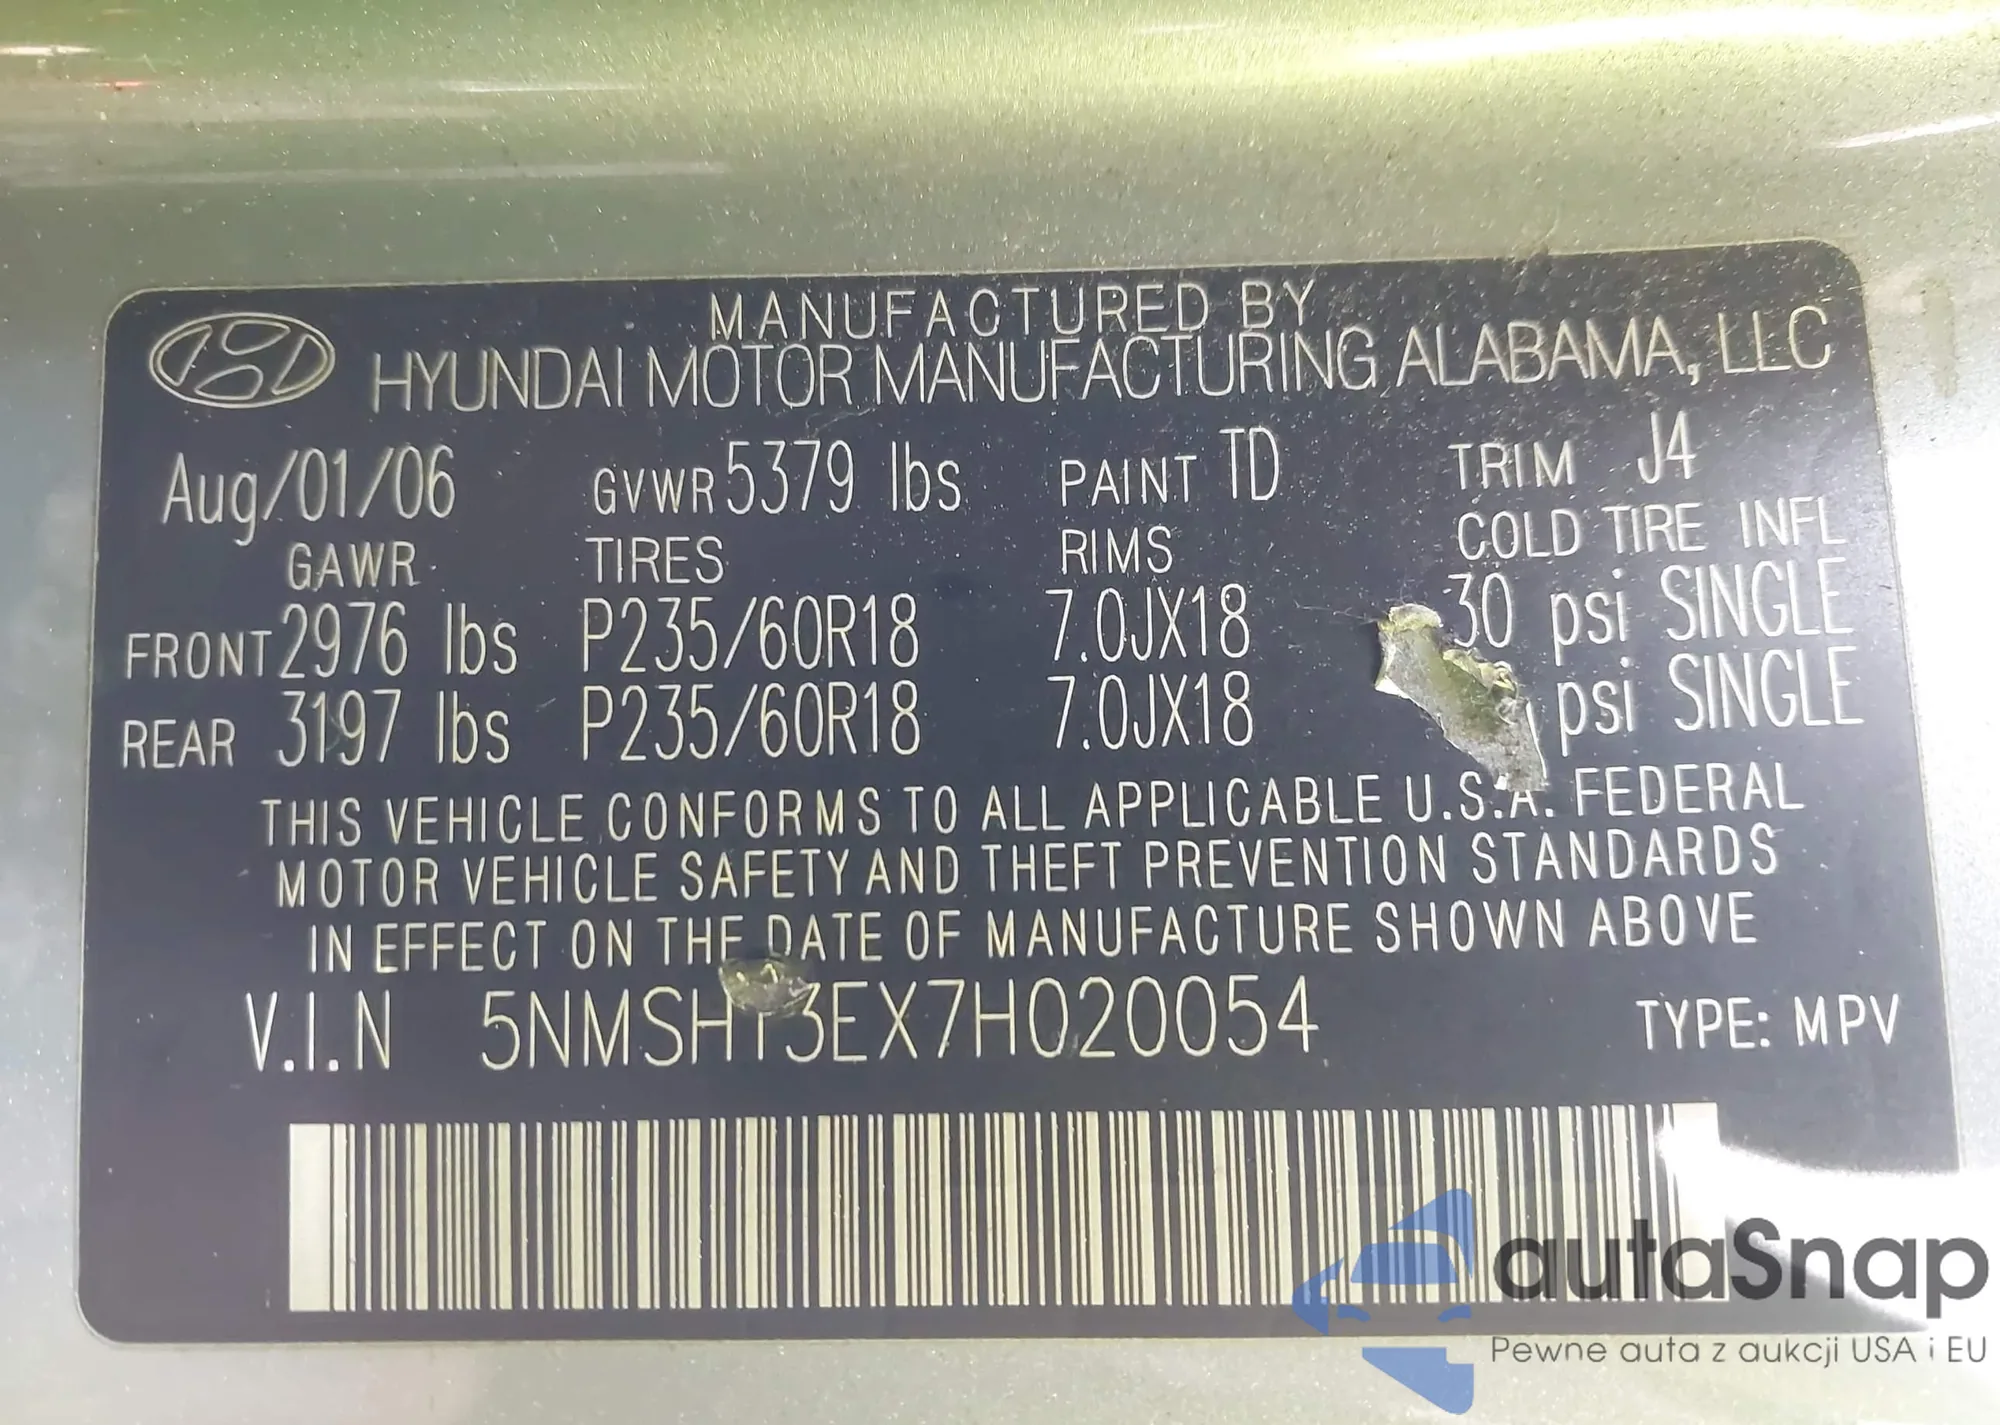 MANUFACTURED BY
HYUNDAI MOTOR MANUFACTURING ALABAMA, LLC
Aug/01/06 GVWR 5379 lbs PAINT TD TRIM J4
GAWR TIRES RIMS COLD TIRE INFL
FRONT 2976 lbs P235/60R18 7.0JX18 30 psi SINGLE
REAR 3197 lbs P235/60R18 7.0JX18 psi SINGLE
THIS VEHICLE CONFORMS TO ALL APPLICABLE U.S.A. FEDERAL
MOTOR VEHICLE SAFETY AND THEFT PREVENTION STANDARDS
IN EFFECT ON THE DATE OF MANUFACTURE SHOWN ABOVE
V.I.N 5NMSH13EX7H020054 TYPE: MPV
autaSnap
Pewne auta z aukcji USA i EU